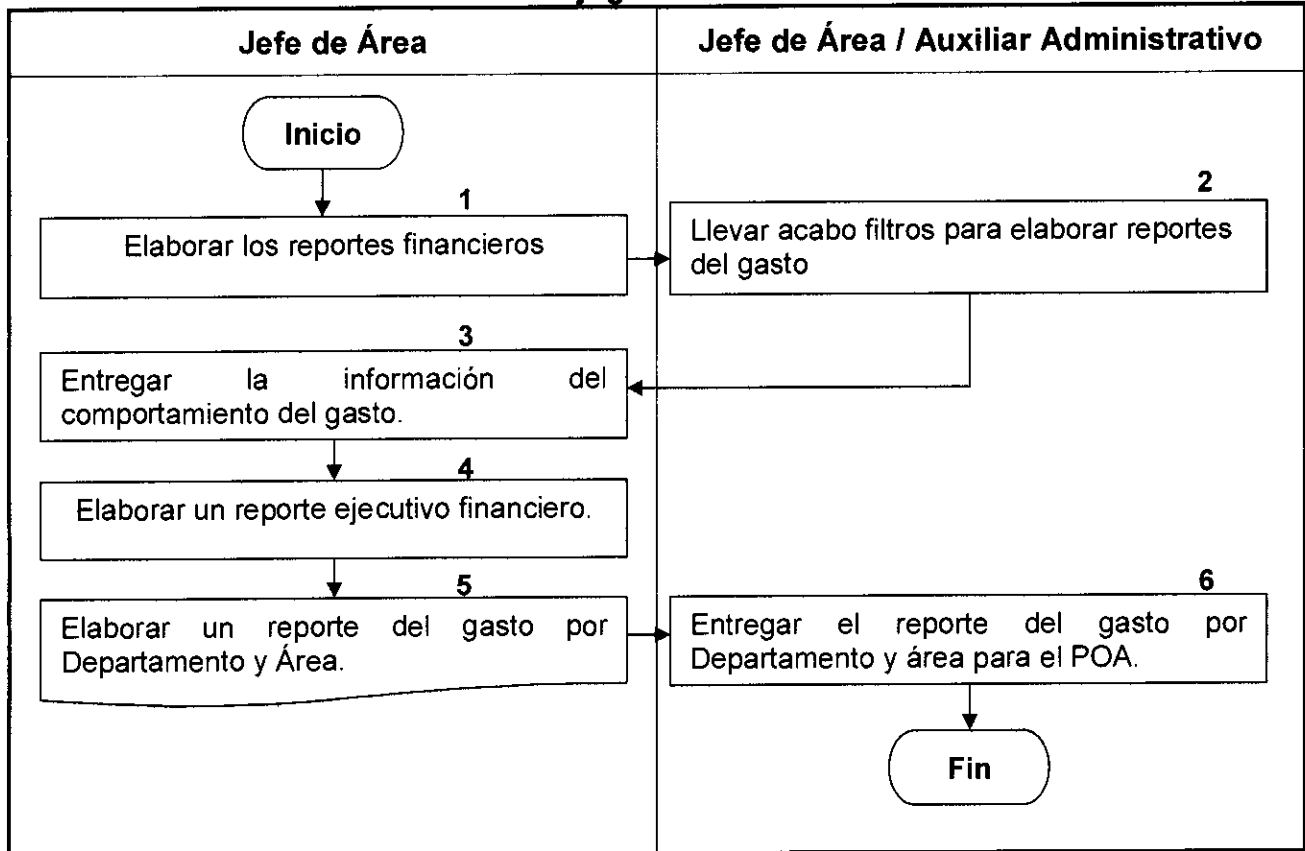 Jefe de Área
Jefe de Área / Auxiliar Administrativo
Inicio
1
Elaborar los reportes financieros
2
Llevar acabo filtros para elaborar reportes
del gasto
3
Entregar la información del
comportamiento del gasto.
4
Elaborar un reporte ejecutivo financiero.
5
Elaborar un reporte del gasto por
Departamento y Área.
6
Entregar el reporte del gasto por
Departamento y área para el POA.
Fin